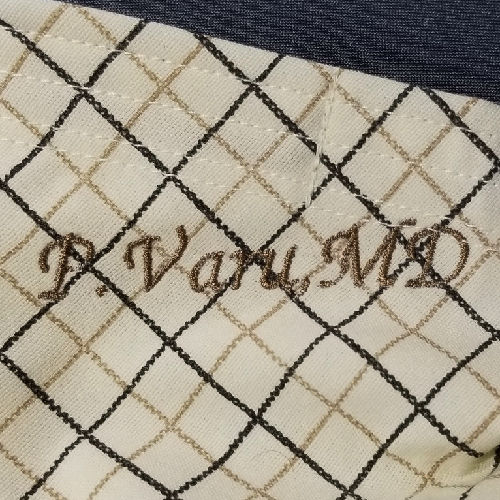 P. Varu, MD